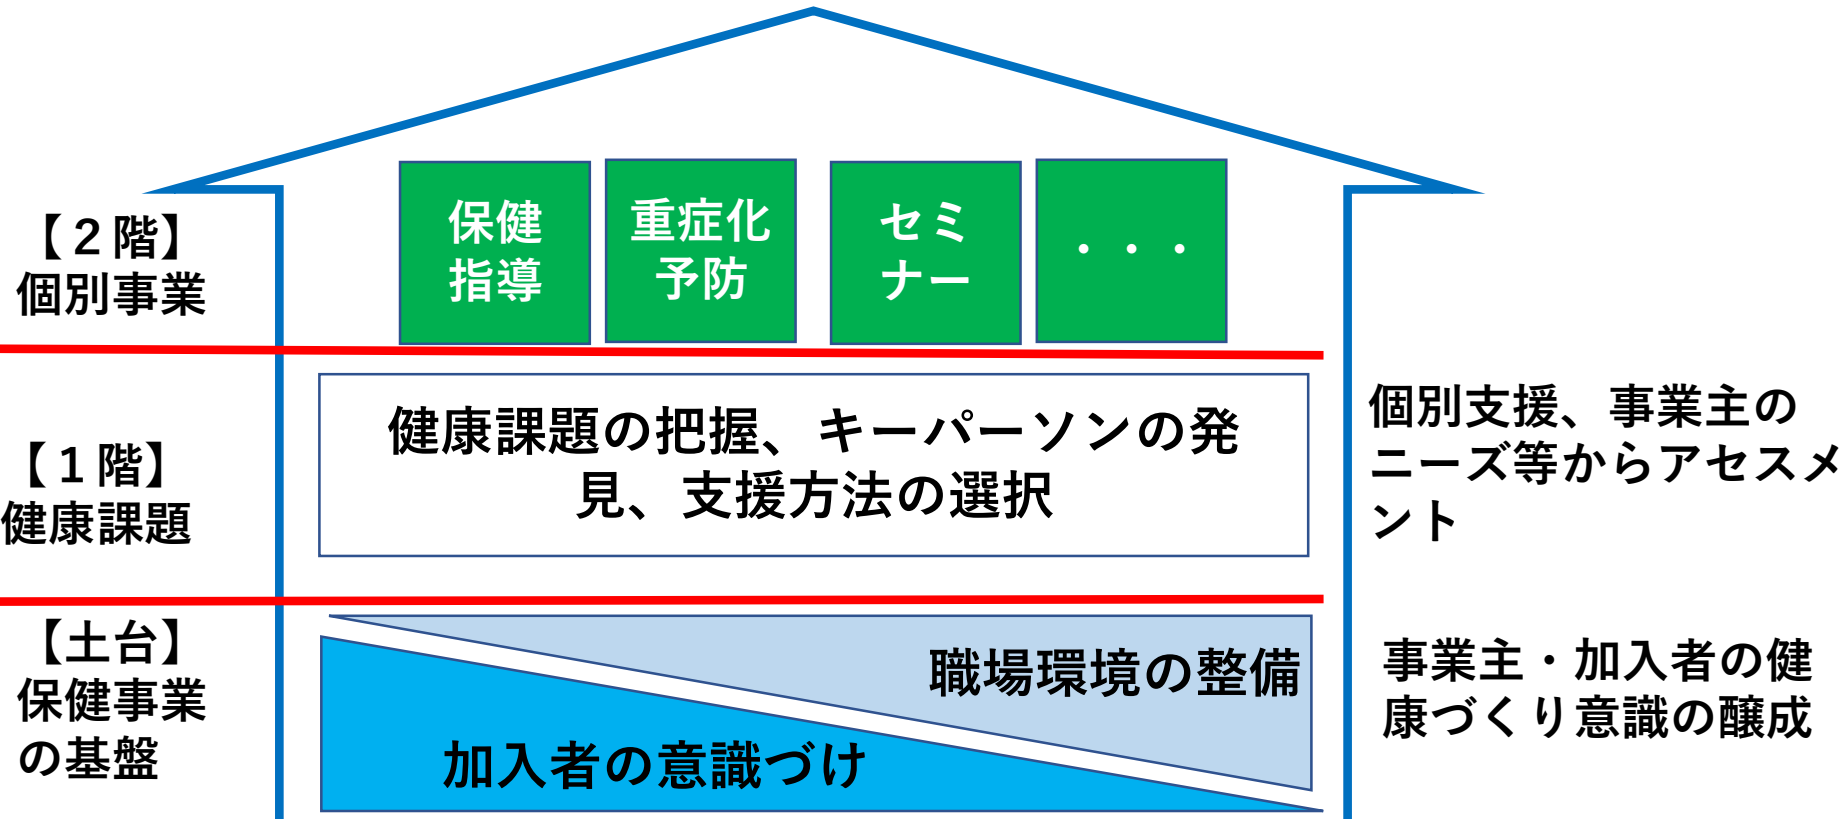 【２階】
個別事業
保健
指導
重症化
予防
セミ
ナー
・・・
【１階】
健康課題
健康課題の把握、キーパーソンの発
見、支援方法の選択
個別支援、事業主の
ニーズ等からアセスメ
ント
【土台】
保健事業
の基盤
職場環境の整備
加入者の意識づけ
事業主・加入者の健
康づくり意識の醸成